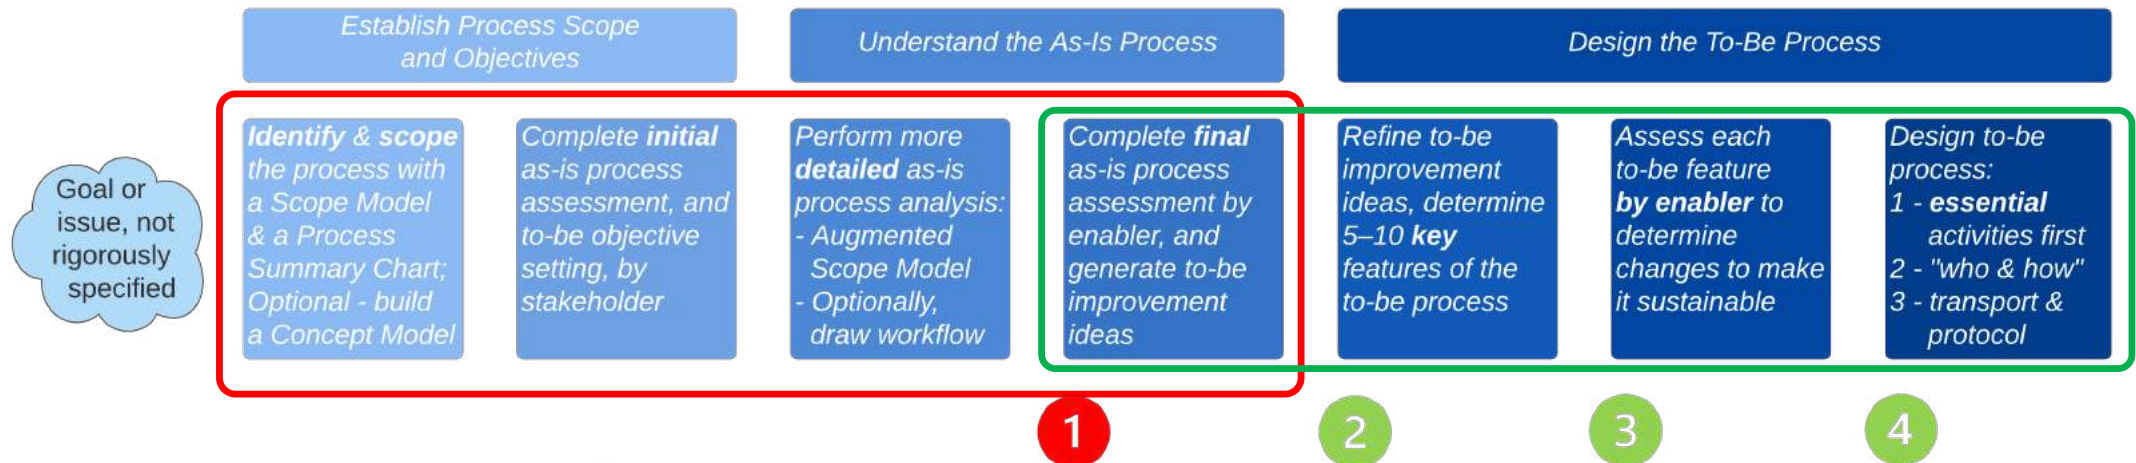 Establish Process Scope
and Objectives
Understand the As-Is Process
Design the To-Be Process
Goal or
issue, not
rigorously
specified
Identify & scope
the process with
a Scope Model
& a Process
Summary Chart;
Optional - build
a Concept Model
Complete initial
as-is process
assessment, and
to-be objective
setting, by
stakeholder
Perform more
detailed as-is
process analysis:
- Augmented
Scope Model
- Optionally,
draw workflow
Complete final
as-is process
assessment by
enabler, and
generate to-be
improvement
ideas
Refine to-be
improvement
ideas, determine
5–10 key
features of the
to-be process
Assess each
to-be feature
by enabler to
determine
changes to make
it sustainable
Design to-be
process:
1 - essential
activities first
2 - "who & how"
3 - transport &
protocol
1
2
3
4